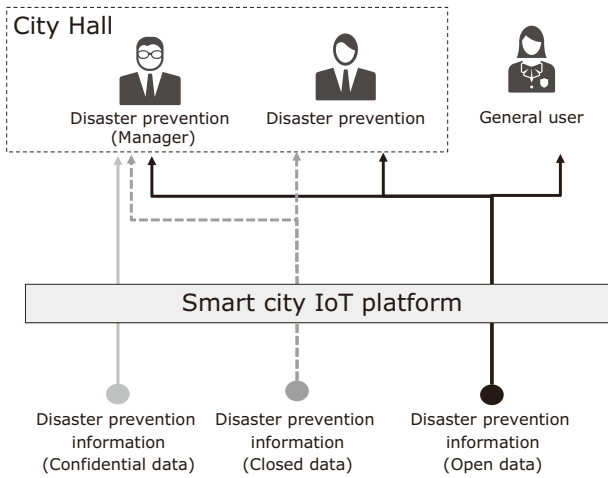 City Hall
Disaster prevention
(Manager)
Disaster prevention
General user
Smart city IoT platform
Disaster prevention
information
(Confidential data)
Disaster prevention
information
(Closed data)
Disaster prevention
information
(Open data)